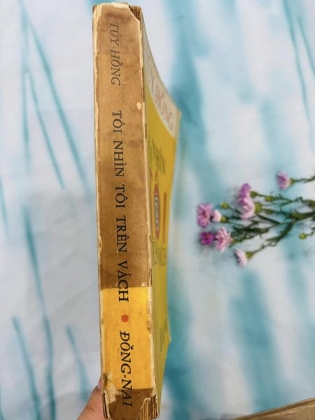 TÚY HỒNG
TÔI NHÌN TÔI TRÊN VÁCH • ĐỒNG-NAI